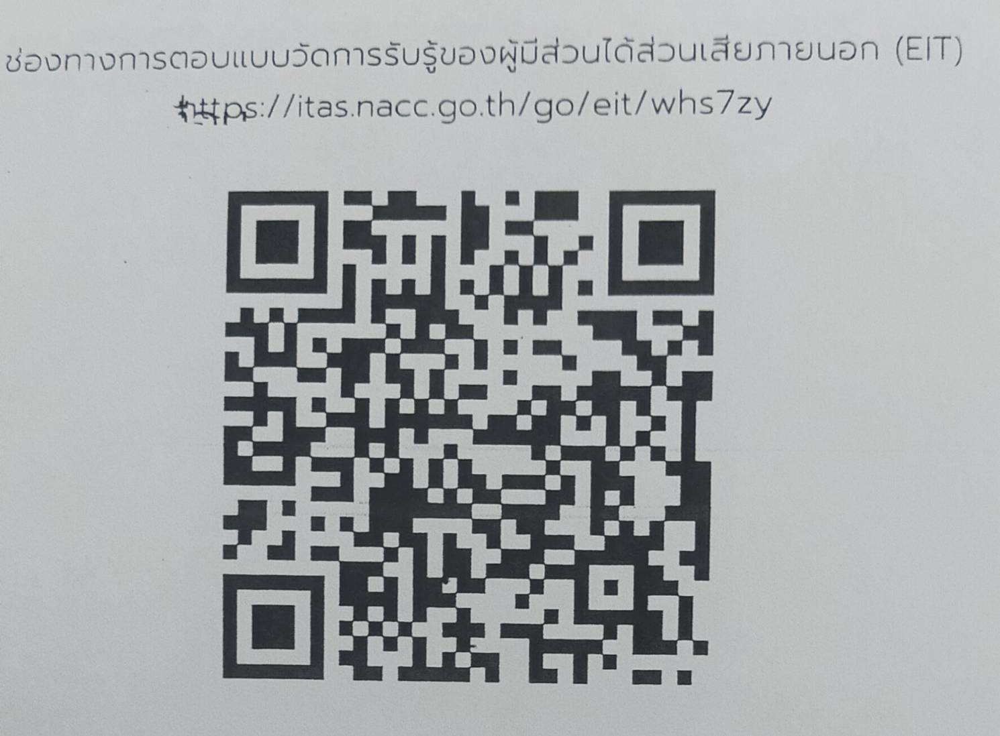 ช่องทางการตอบแบบวัดการรับรู้ของผู้มีส่วนได้ส่วนเสียภายนอก (EIT)
https://itas.nacc.go.th/go/eit/whs7zy